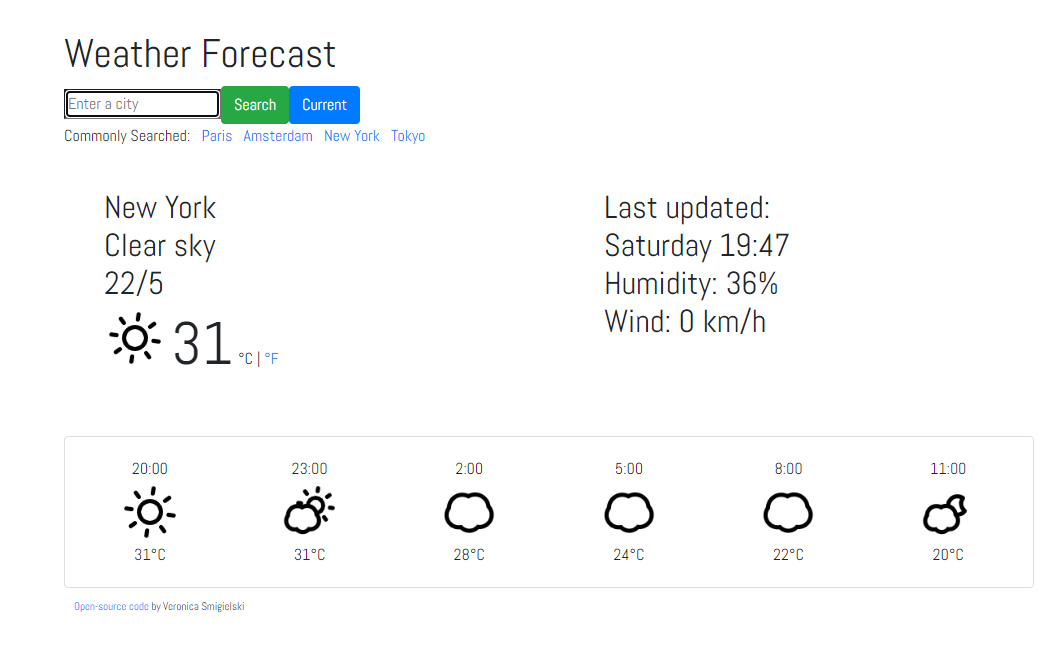 Weather Forecast
Enter a city Search Current
Commonly Searched: Paris Amsterdam New York Tokyo
New York
Clear sky
22/5
31 °C | °F
Last updated:
Saturday 19:47
Humidity: 36%
Wind: 0 km/h
20:00 23:00 2:00 5:00 8:00 11:00
31°C 31°C 28°C 24°C 22°C 20°C
Open-source code by Veronica Smigielski